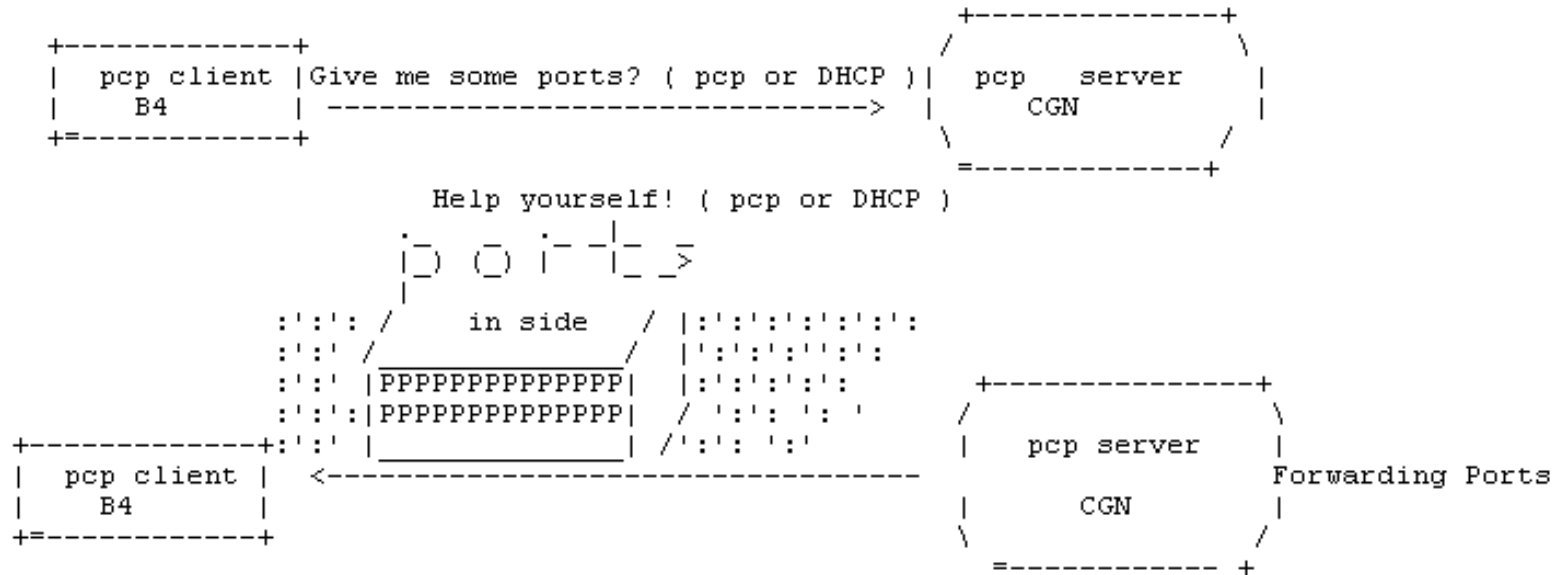 pcp client Give me some ports? ( pcp or DHCP ) pcp server
B4 CGN
Help yourself! ( pcp or DHCP )
ports
in side
PPPPPPPPPPPPPP
PPPPPPPPPPPPPP
pcp server
pcp client Forwarding Ports
B4 CGN